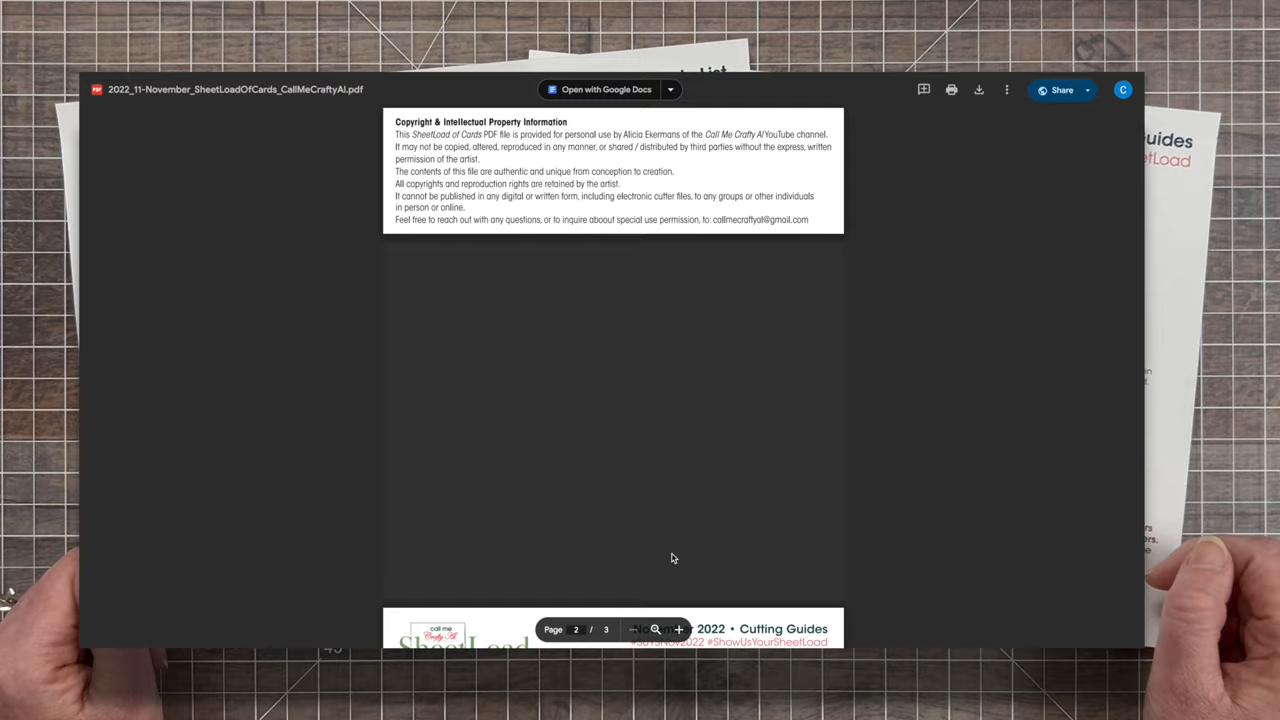 List
2022_11-November_SheetLoadOfCards_CallMeCraftyAl.pdf
Open with Google Docs
Share
C
Copyright & Intellectual Property Information
This SheetLoad of Cards PDF file is provided for personal use by Alicia Ekermans of the Call Me Crafty Al YouTube channel.
It may not be copied, altered, reproduced in any manner, or shared / distributed by third parties without the express, written
permission of the artist.
The contents of this file are authentic and unique from conception to creation.
All copyrights and reproduction rights are retained by the artist.
It cannot be published in any digital or written form, including electronic cutter files, to any groups or other individuals
in person or online.
Feel free to reach out with any questions, or to inquire aboout special use permission, to: callmecraftyal@gmail.com
uides
etLoad
call me
Crafty Al
SheetLoad
Page 2 / 3
November 2022 • Cutting Guides
#SUYSNov2022 #ShowUsYourSheetLoad